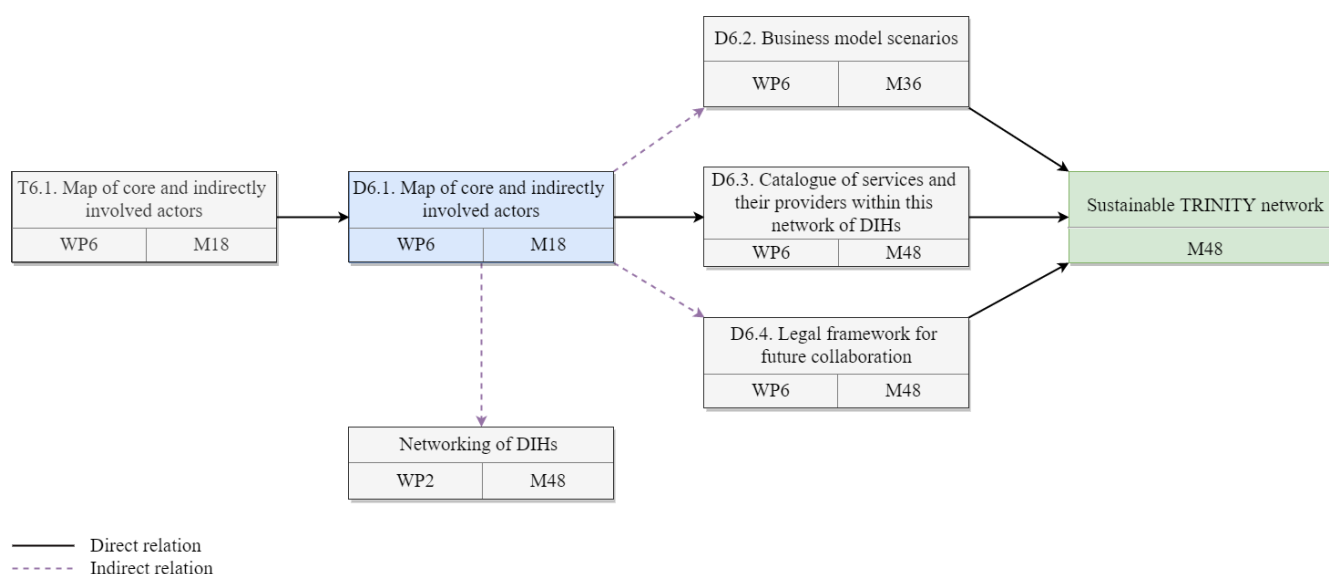 D6.2. Business model scenarios
WP6 M36
T6.1. Map of core and indirectly
involved actors
WP6 M18
D6.1. Map of core and indirectly
involved actors
WP6 M18
D6.3. Catalogue of services and
their providers within this
network of DIHs
WP6 M48
Sustainable TRINITY network
M48
D6.4. Legal framework for
future collaboration
WP6 M48
Networking of DIHs
WP2 M48
Direct relation
Indirect relation